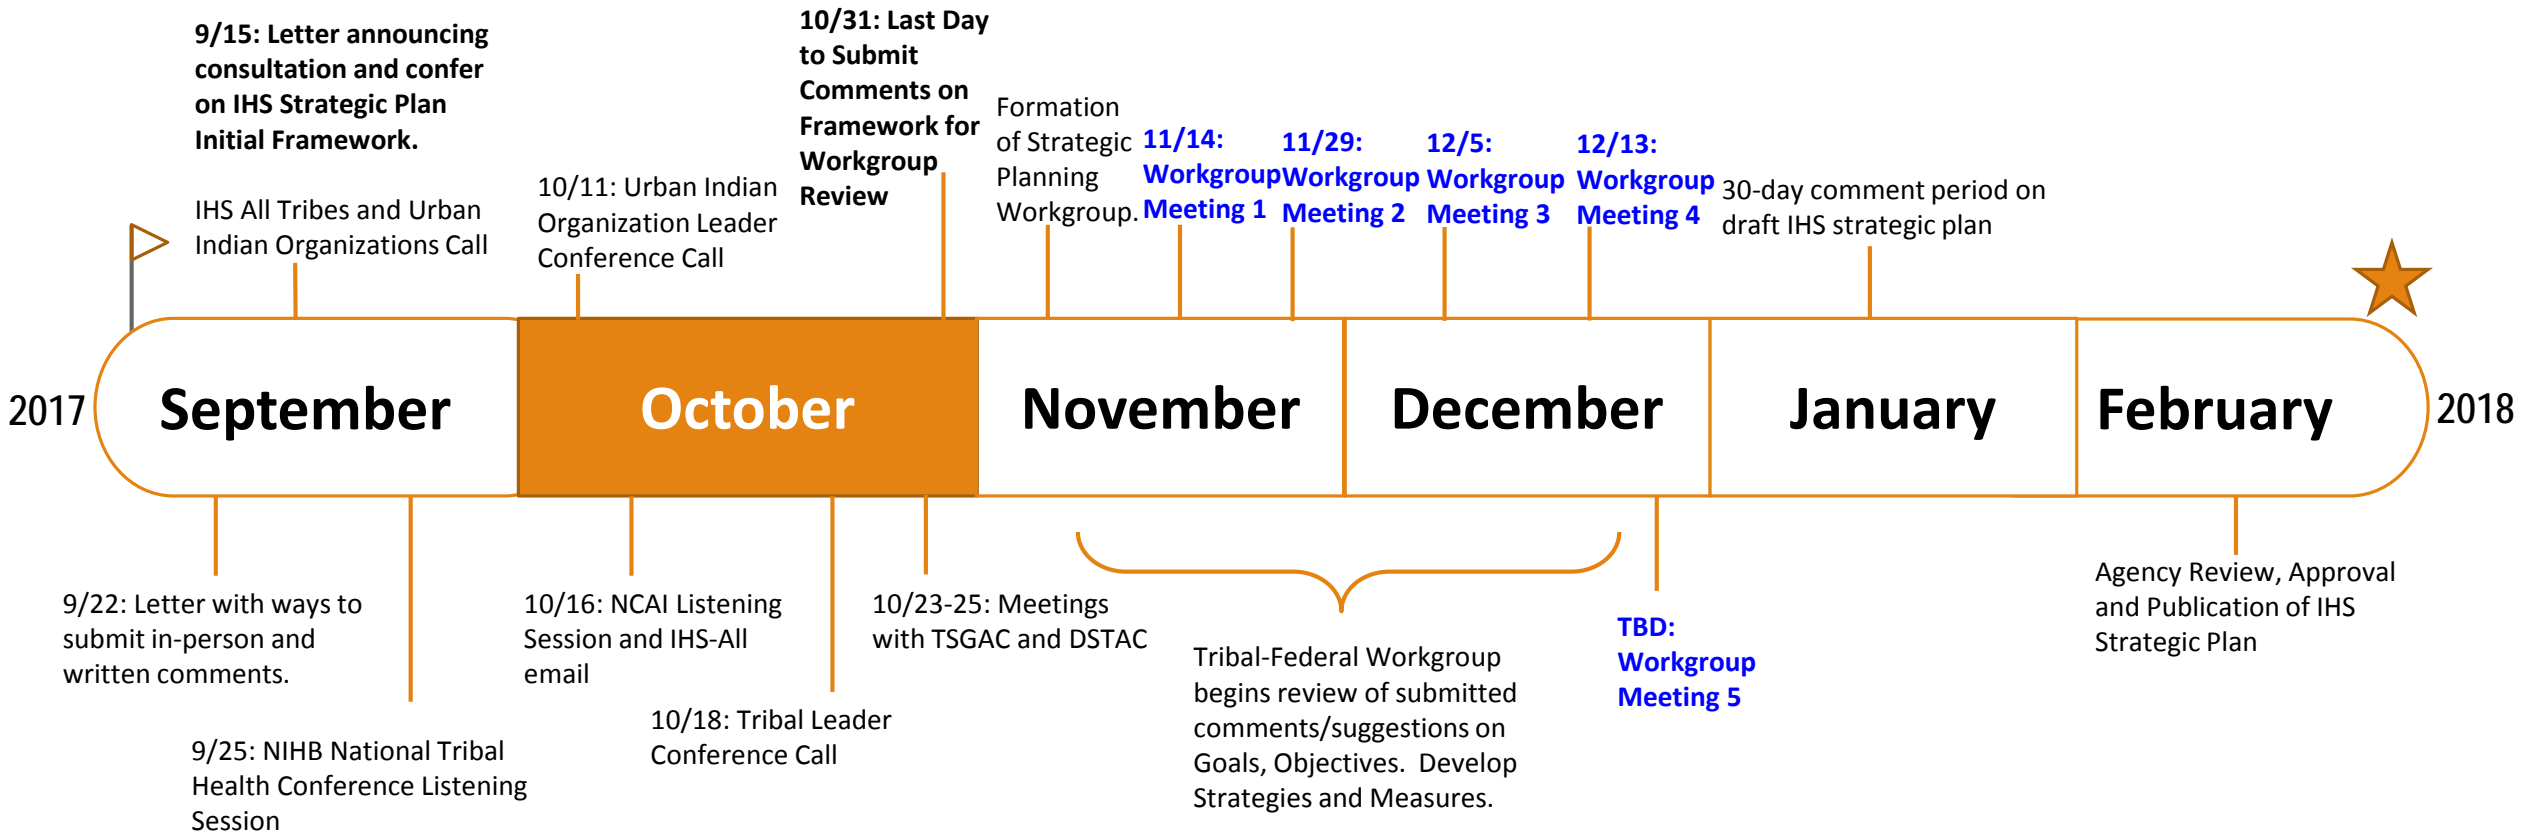 9/15: Letter announcing
consultation and confer
on IHS Strategic Plan
Initial Framework.
IHS All Tribes and Urban
Indian Organizations Call
10/11: Urban Indian
Organization Leader
Conference Call
10/31: Last Day
to Submit
Comments on
Framework for
Workgroup
Review
Formation
of Strategic
Planning
Workgroup.
11/14:
Workgroup
Meeting 1
11/29:
Workgroup
Meeting 2
12/5:
Workgroup
Meeting 3
12/13:
Workgroup
Meeting 4
30-day comment period on
draft IHS strategic plan
2017
September
October
November
December
January
February
2018
9/22: Letter with ways to
submit in-person and
written comments.
9/25: NIHB National Tribal
Health Conference Listening
Session
10/16: NCAI Listening
Session and IHS-All
email
10/18: Tribal Leader
Conference Call
10/23-25: Meetings
with TSGAC and DSTAC
Tribal-Federal Workgroup
begins review of submitted
comments/suggestions on
Goals, Objectives.  Develop
Strategies and Measures.
TBD:
Workgroup
Meeting 5
Agency Review, Approval
and Publication of IHS
Strategic Plan